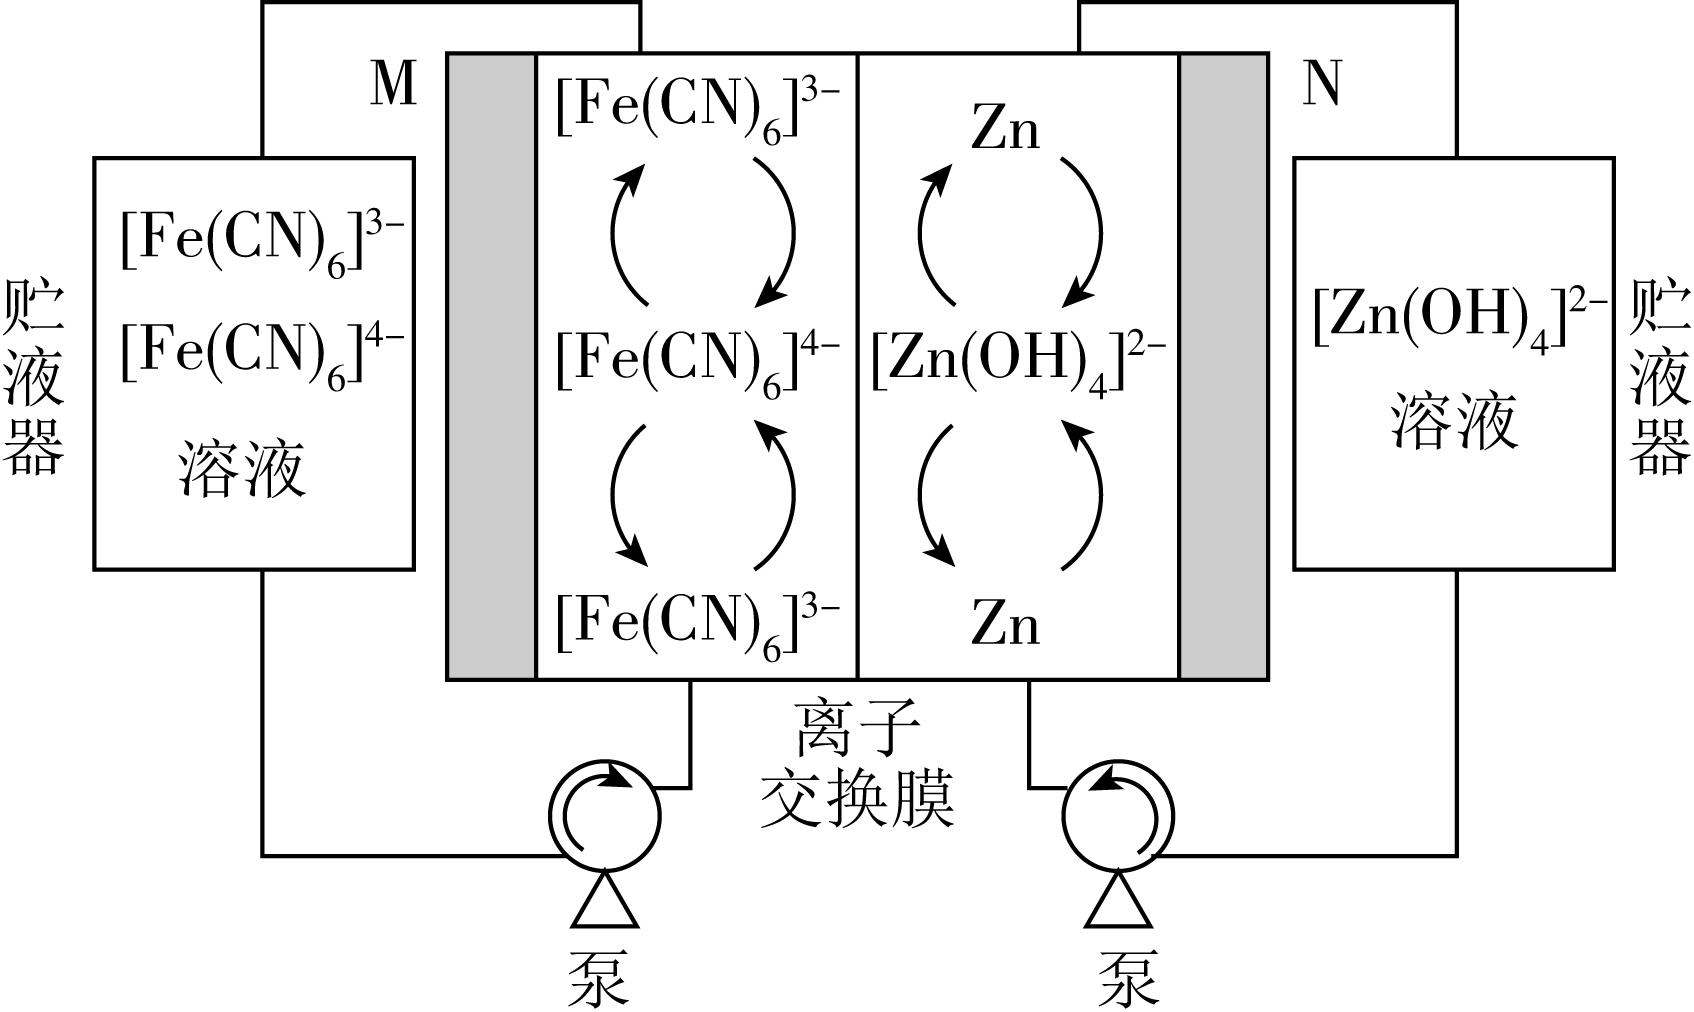 M
N
[Fe(CN)₆]³⁻
[Fe(CN)₆]⁴⁻
溶液
贮液器
[Fe(CN)₆]³⁻
[Fe(CN)₆]⁴⁻
[Fe(CN)₆]³⁻
Zn
[Zn(OH)₄]²⁻
Zn
[Zn(OH)₄]²⁻
溶液
贮液器
离子
交换膜
泵
泵